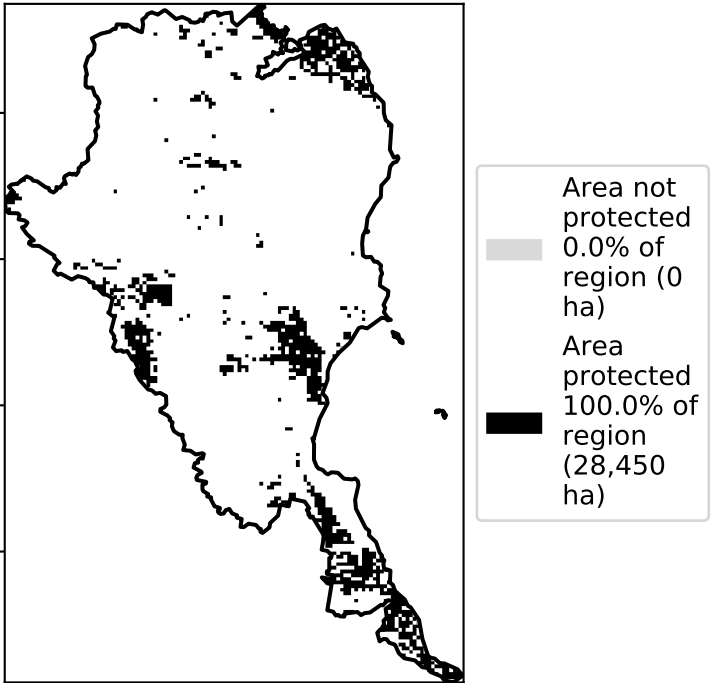 Area not
protected
0.0% of
region (0
ha)
Area
protected
100.0% of
region
(28,450
ha)